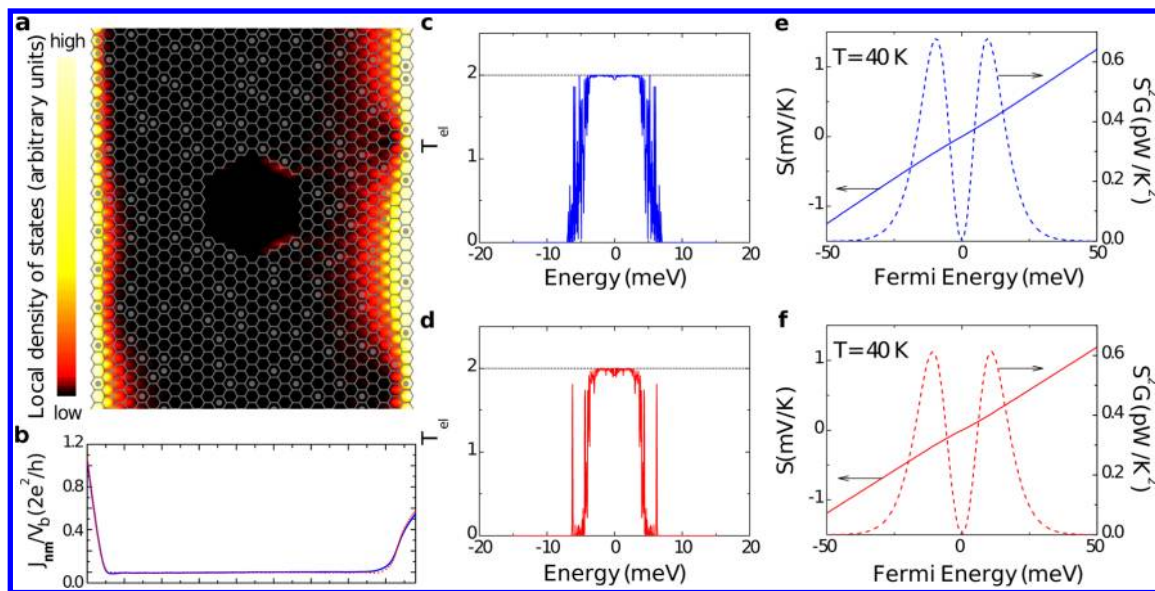 a
high
Local density of states (arbitrary units)
low
b
J_nm/V_b(2e²/h)
1.2
0.8
0.4
0.0
c
T_el
2
1
0
-20
-10
0
10
20
Energy (meV)
d
T_el
2
1
0
-20
-10
0
10
20
Energy (meV)
e
T=40 K
S(mV/K)
1
0
-1
S²G(pW/K²)
0.6
0.4
0.2
0.0
-50
0
50
Fermi Energy (meV)
f
T=40 K
S(mV/K)
1
0
-1
S²G(pW/K²)
0.6
0.4
0.2
0.0
-50
0
50
Fermi Energy (meV)